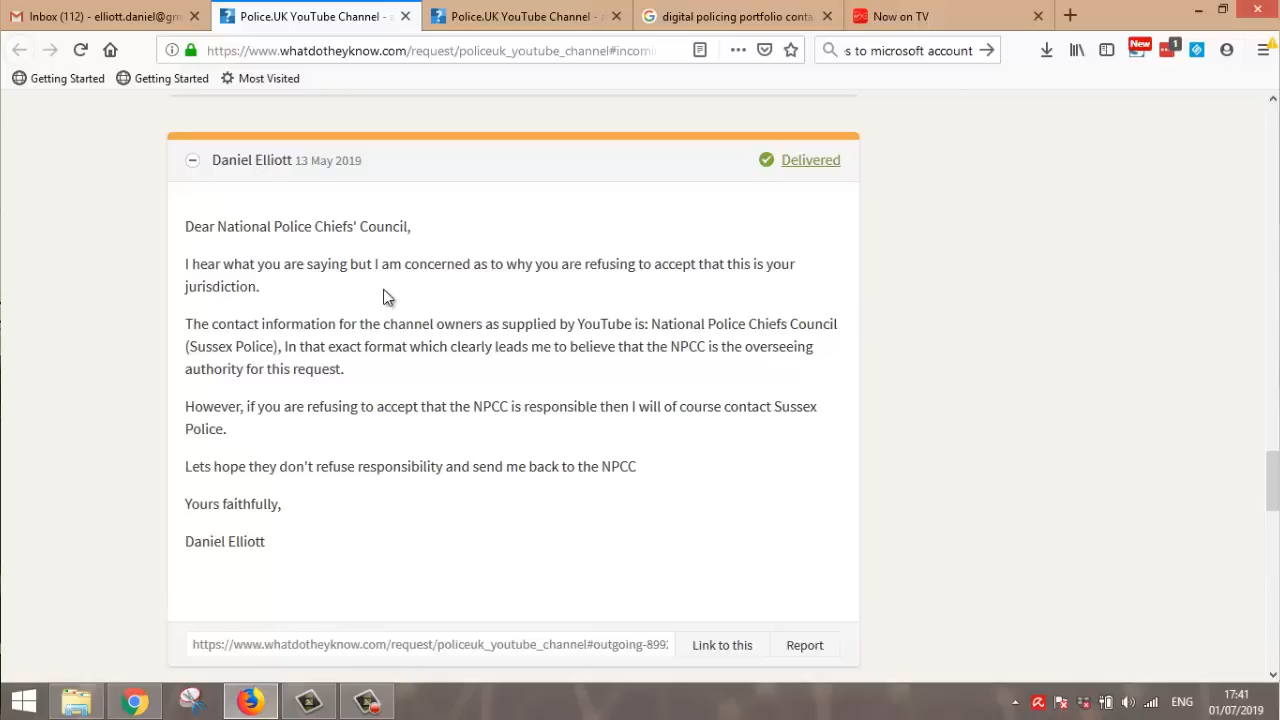 Inbox (112) - elliott.daniel@gm
Police.UK YouTube Channel - a
Police.UK YouTube Channel - a
digital policing portfolio conta
Now on TV
https://www.whatdotheyknow.com/request/policeuk_youtube_channel#incomi
s to microsoft account
New
1
Getting Started
Getting Started
Most Visited
Daniel Elliott 13 May 2019
Delivered
Dear National Police Chiefs' Council,
I hear what you are saying but I am concerned as to why you are refusing to accept that this is your
jurisdiction.
The contact information for the channel owners as supplied by YouTube is: National Police Chiefs Council
(Sussex Police), In that exact format which clearly leads me to believe that the NPCC is the overseeing
authority for this request.
However, if you are refusing to accept that the NPCC is responsible then I will of course contact Sussex
Police.
Lets hope they don't refuse responsibility and send me back to the NPCC
Yours faithfully,
Daniel Elliott
https://www.whatdotheyknow.com/request/policeuk_youtube_channel#outgoing-899
Link to this
Report
ENG
17:41
01/07/2019